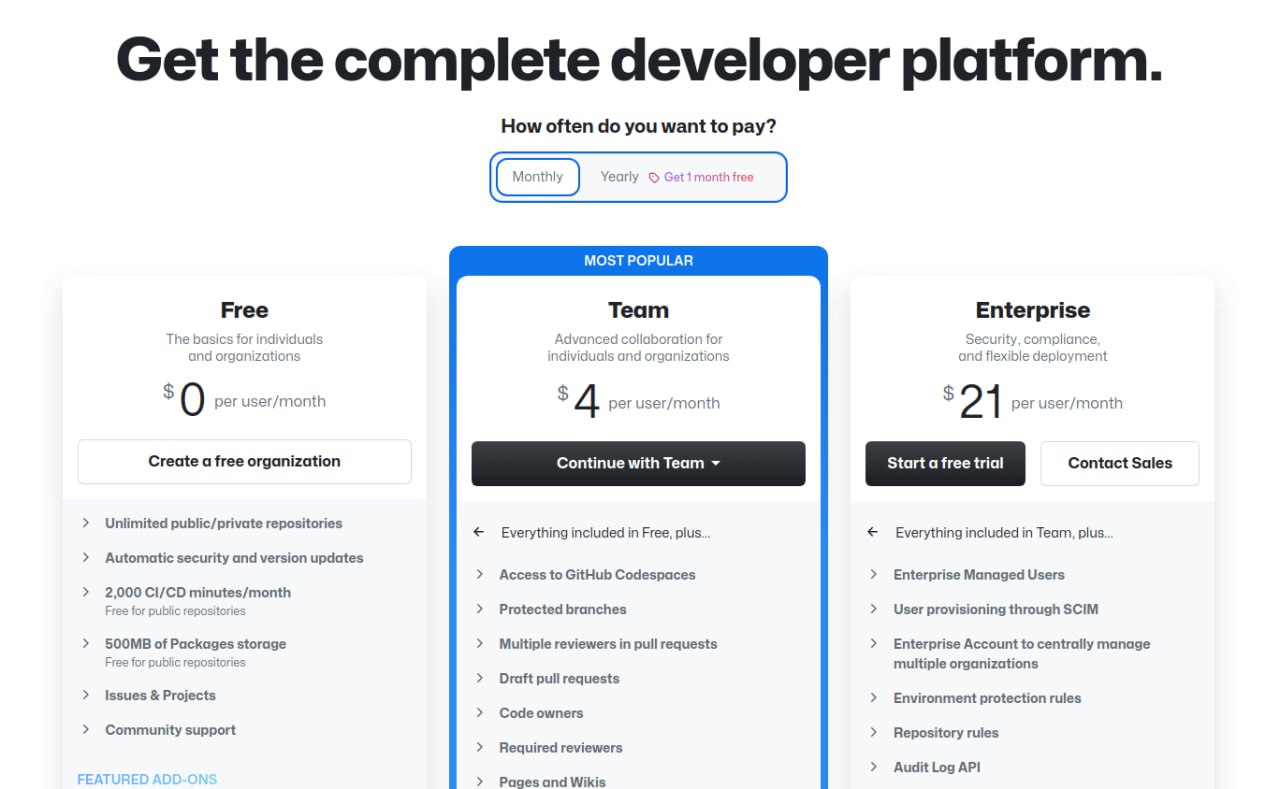 Get the complete developer platform.
How often do you want to pay?
Monthly
Yearly Get 1 month free
Free
The basics for individuals
and organizations
$ 0 per user/month
Create a free organization
Unlimited public/private repositories
Automatic security and version updates
2,000 CI/CD minutes/month
Free for public repositories
500MB of Packages storage
Free for public repositories
Issues & Projects
Community support
FEATURED ADD-ONS
MOST POPULAR
Team
Advanced collaboration for
individuals and organizations
$ 4 per user/month
Continue with Team
Everything included in Free, plus...
Access to GitHub Codespaces
Protected branches
Multiple reviewers in pull requests
Draft pull requests
Code owners
Required reviewers
Pages and Wikis
Enterprise
Security, compliance,
and flexible deployment
$ 21 per user/month
Start a free trial
Contact Sales
Everything included in Team, plus...
Enterprise Managed Users
User provisioning through SCIM
Enterprise Account to centrally manage
multiple organizations
Environment protection rules
Repository rules
Audit Log API